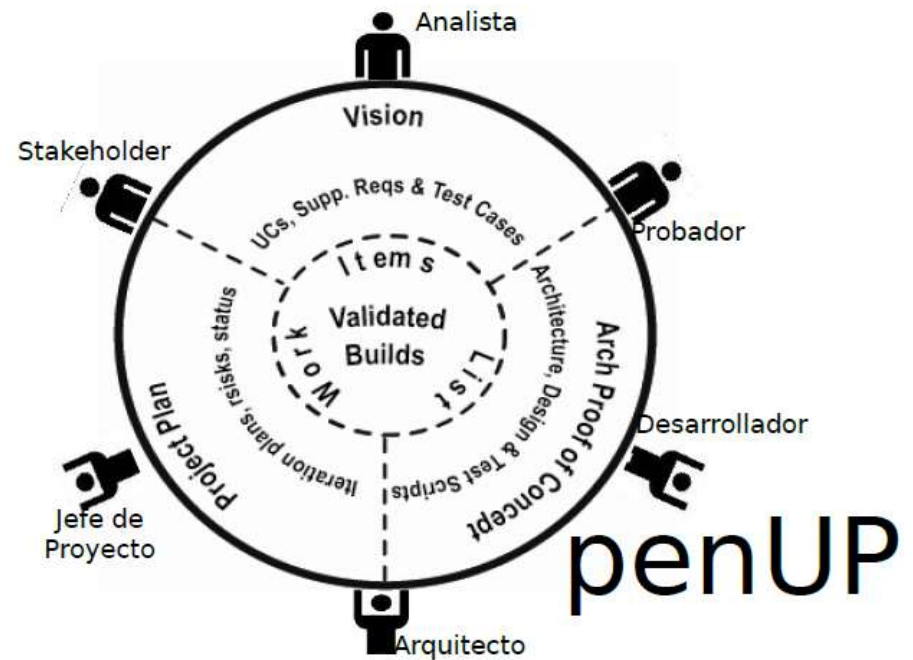 Analista
Vision
Stakeholder
UCs, Supp. Reqs & Test Cases
Probador
Items
Validated
Builds
Work
List
Iteration plans, rsisks, status
Architecture, Design & Test Scripts
Project Plan
Arch Proof of Concept
Desarrollador
Jefe de
Proyecto
penUP
Arquitecto